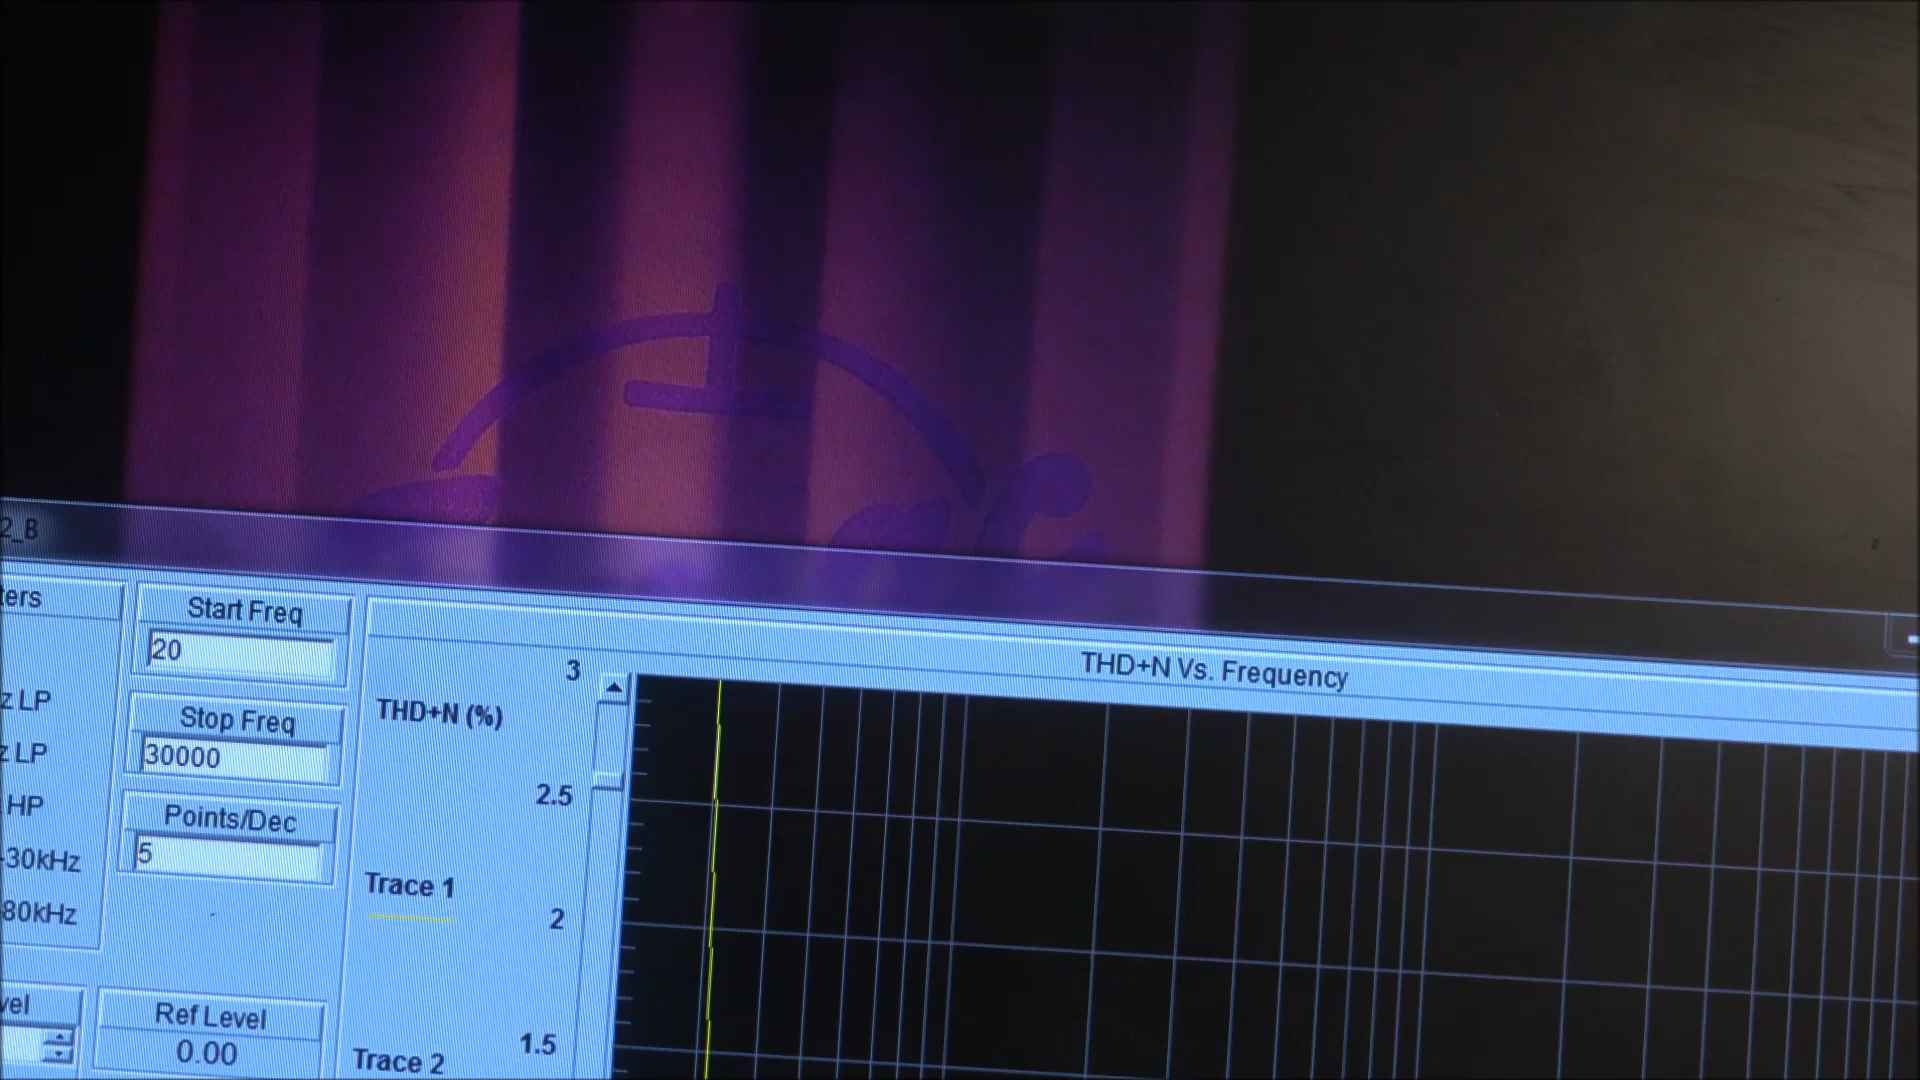 2_B
ters
Start Freq
20
z LP
Stop Freq
30000
z LP
HP
Points/Dec
5
-30kHz
80kHz
vel
Ref Level
0.00
THD+N Vs. Frequency
3
THD+N (%)
2.5
Trace 1
2
1.5
Trace 2